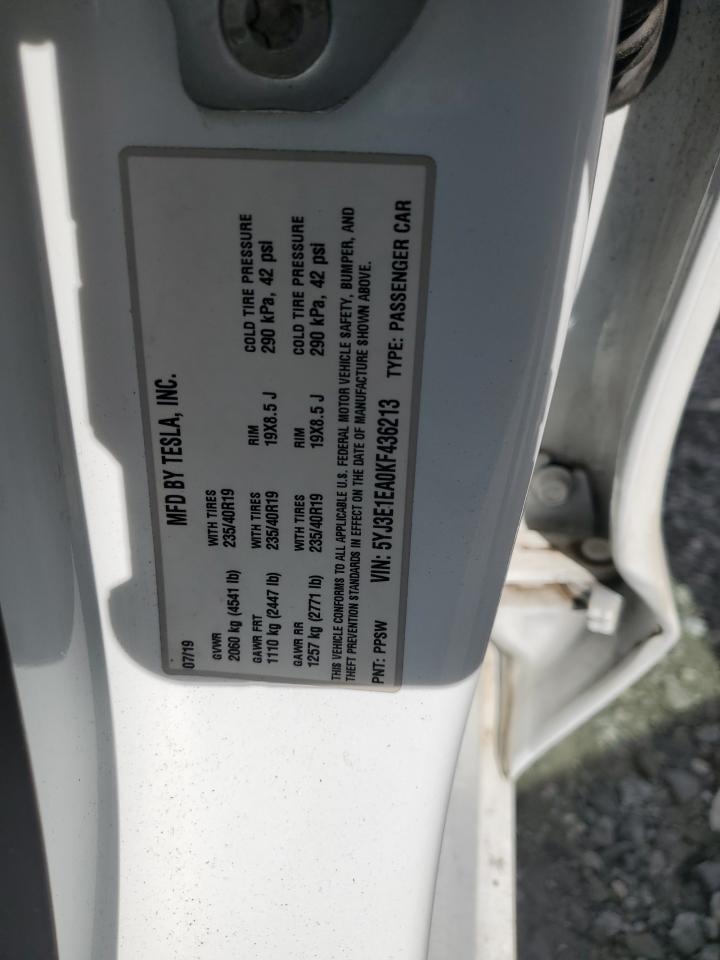 MFD BY TESLA, INC.
07/19
GVWR WITH TIRES
2060 kg (4541 lb) 235/40R19
GAWR FRT WITH TIRES RIM COLD TIRE PRESSURE
1110 kg (2447 lb) 235/40R19 19X8.5 J 290 kPa, 42 psi
GAWR RR WITH TIRES RIM COLD TIRE PRESSURE
1257 kg (2771 lb) 235/40R19 19X8.5 J 290 kPa, 42 psi
THIS VEHICLE CONFORMS TO ALL APPLICABLE U.S. FEDERAL MOTOR VEHICLE SAFETY, BUMPER, AND
THEFT PREVENTION STANDARDS IN EFFECT ON THE DATE OF MANUFACTURE SHOWN ABOVE.
PNT: PPSW VIN: 5YJ3E1EA0KF436213 TYPE: PASSENGER CAR